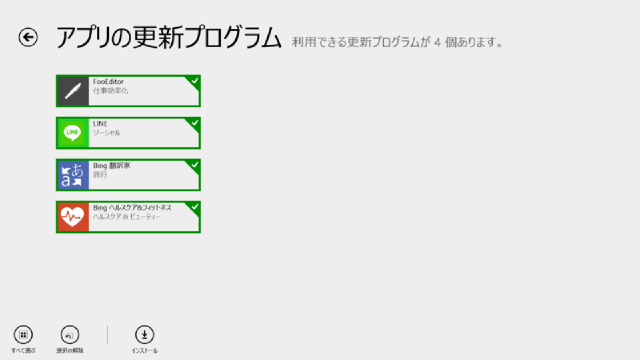 アプリの更新プログラム 利用できる更新プログラムが 4 個あります。
FooEditor
仕事効率化
LINE
LINE
ソーシャル
あ
a
Bing 翻訳家
旅行
Bing ヘルスケア&フィットネス
ヘルスケア & ビューティー
すべて選ぶ 選択の解除 インストール